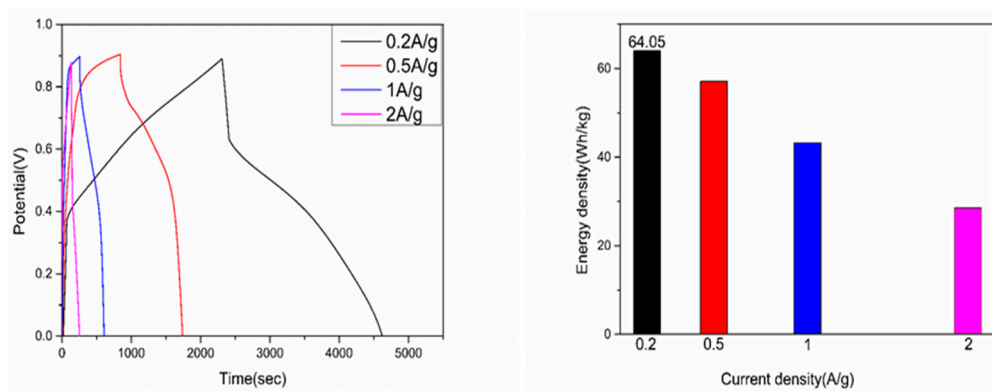 1.0
0.8
0.6
0.4
0.2
0.0
Potential(V)
0 1000 2000 3000 4000 5000
Time(sec)
0.2A/g
0.5A/g
1A/g
2A/g
64.05
60
40
20
0
Energy density(Wh/kg)
0.2 0.5 1 2
Current density(A/g)